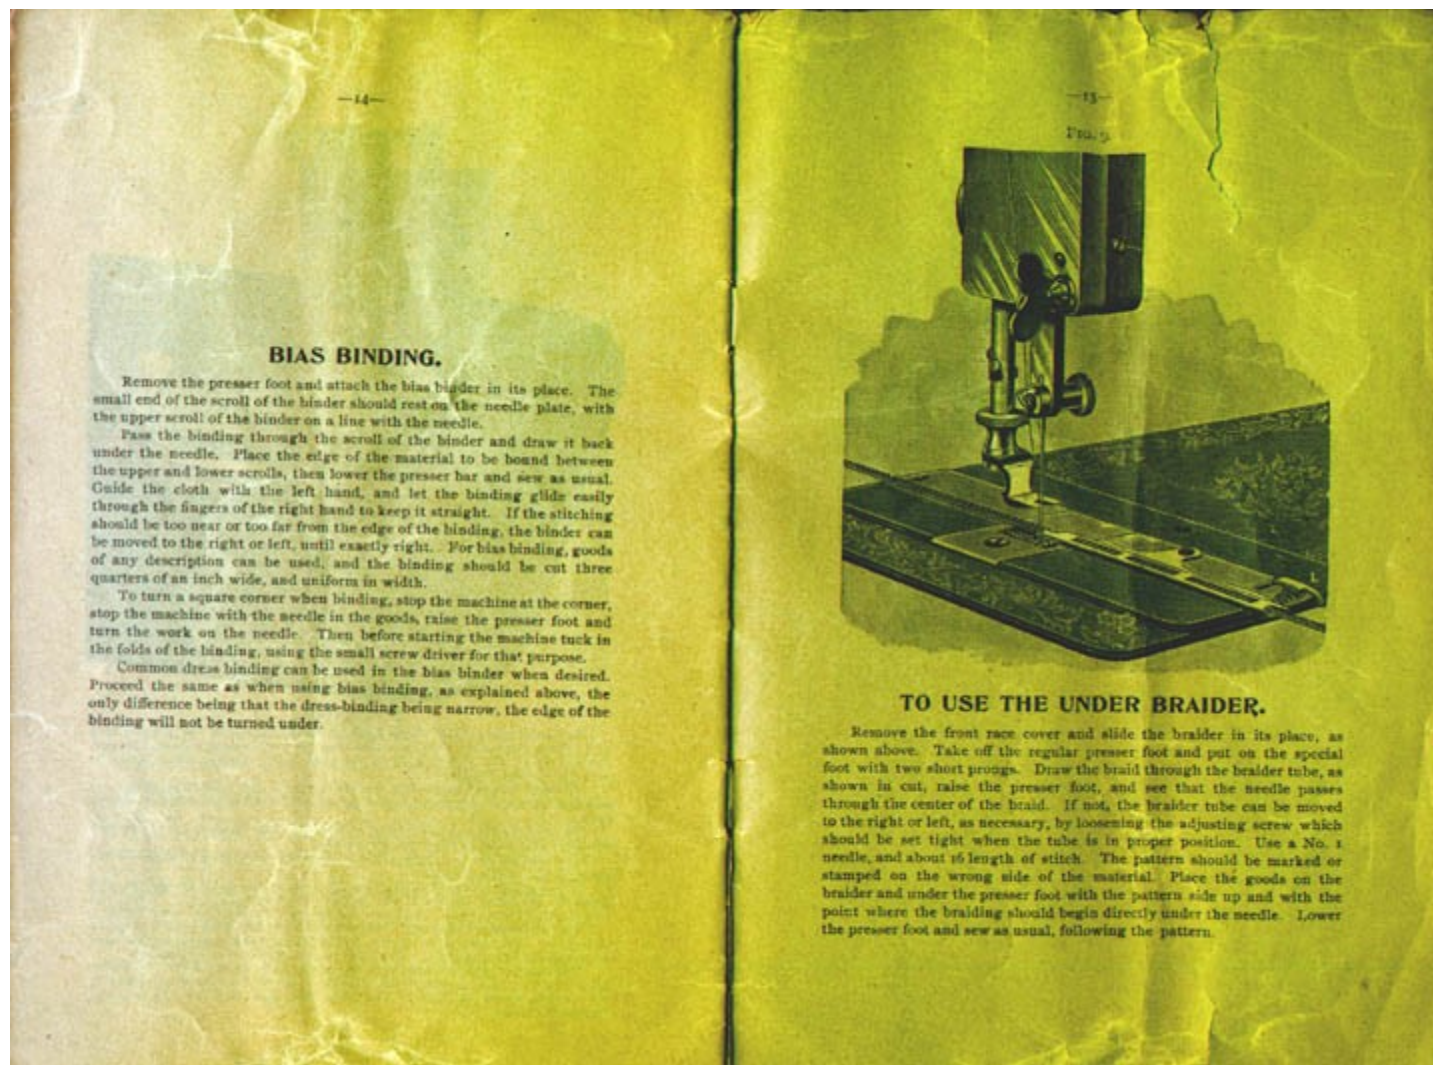 —14—
BIAS BINDING.
Remove the presser foot and attach the bias binder in its place. The
small end of the scroll of the binder should rest on the needle plate, with
the upper scroll of the binder on a line with the needle.
Pass the binding through the scroll of the binder and draw it back
under the needle. Place the edge of the material to be bound between
the upper and lower scrolls, then lower the presser bar and sew as usual.
Guide the cloth with the left hand, and let the binding glide easily
through the fingers of the right hand to keep it straight. If the stitching
should be too near or too far from the edge of the binding, the binder can
be moved to the right or left, until exactly right. For bias binding, goods
of any description can be used, and the binding should be cut three
quarters of an inch wide, and uniform in width.
To turn a square corner when binding, stop the machine at the corner,
stop the machine with the needle in the goods, raise the presser foot and
turn the work on the needle. Then before starting the machine tuck in
the folds of the binding, using the small screw driver for that purpose.
Common dress binding can be used in the bias binder when desired.
Proceed the same as when using bias binding, as explained above, the
only difference being that the dress-binding being narrow, the edge of the
binding will not be turned under.
—15—
FIG. 9.
TO USE THE UNDER BRAIDER.
Remove the front race cover and slide the braider in its place, as
shown above. Take off the regular presser foot and put on the special
foot with two short prongs. Draw the braid through the braider tube, as
shown in cut, raise the presser foot, and see that the needle passes
through the center of the braid. If not, the braider tube can be moved
to the right or left, as necessary, by loosening the adjusting screw which
should be set tight when the tube is in proper position. Use a No. 1
needle, and about 16 length of stitch. The pattern should be marked or
stamped on the wrong side of the material. Place the goods on the
braider and under the presser foot with the pattern side up and with the
point where the braiding should begin directly under the needle. Lower
the presser foot and sew as usual, following the pattern.